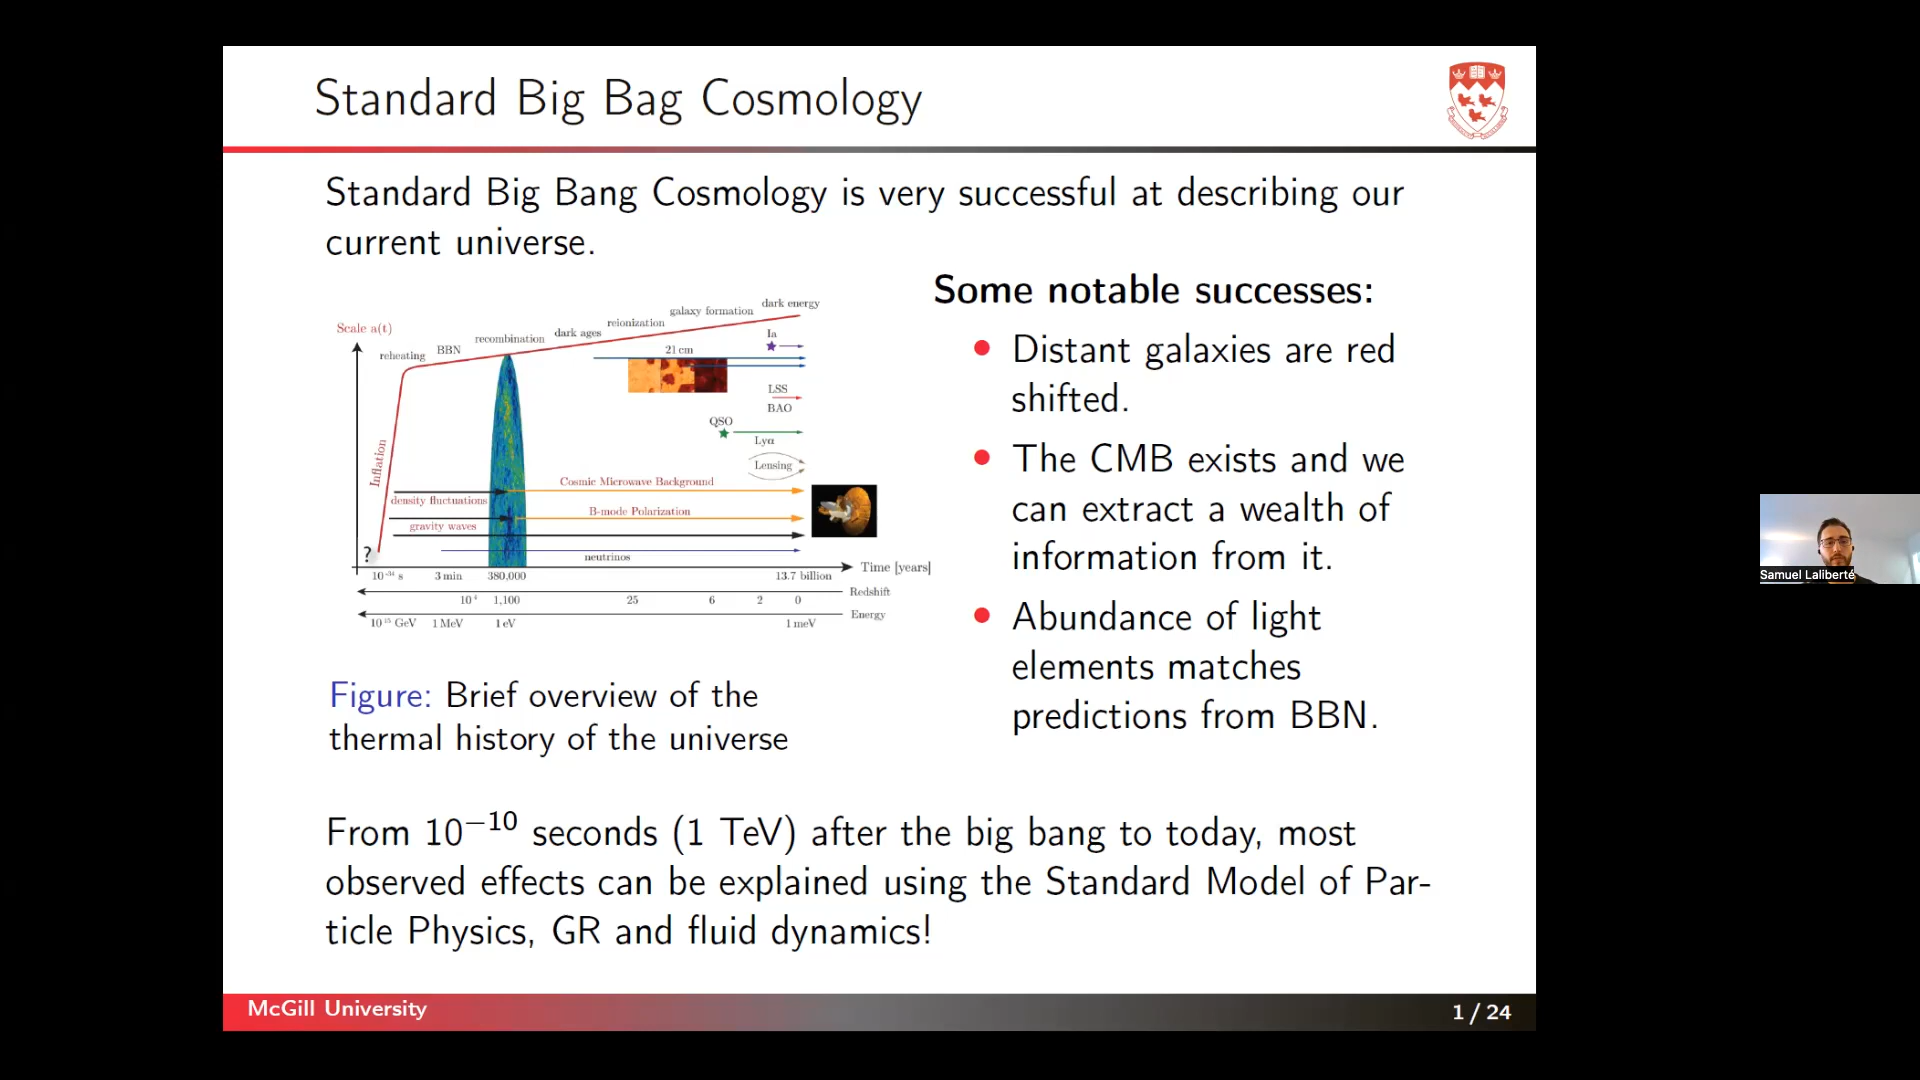 Standard Big Bag Cosmology
Standard Big Bang Cosmology is very successful at describing our
current universe.
Some notable successes:
• Distant galaxies are red
shifted.
• The CMB exists and we
can extract a wealth of
information from it.
• Abundance of light
elements matches
predictions from BBN.
Scale a(t)
reheating
BBN
recombination
dark ages
reionization
galaxy formation
dark energy
Inflation
21 cm
Ia
LSS
BAO
QSO
Lyα
Lensing
density fluctuations
Cosmic Microwave Background
gravity waves
B-mode Polarization
neutrinos
?
10⁻³⁴ s 3 min 380,000 13.7 billion Time [years]
10⁴ 1,100 25 6 2 0 Redshift
10¹⁵ GeV 1 MeV 1 eV 1 meV Energy
Figure: Brief overview of the
thermal history of the universe
From 10⁻¹⁰ seconds (1 TeV) after the big bang to today, most
observed effects can be explained using the Standard Model of Par-
ticle Physics, GR and fluid dynamics!
McGill University
1 / 24
Samuel Laliberté